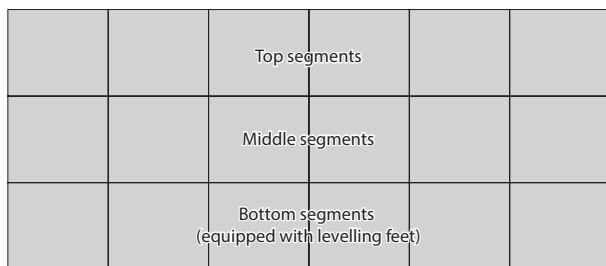 Top segments
Middle segments
Bottom segments
(equipped with levelling feet)